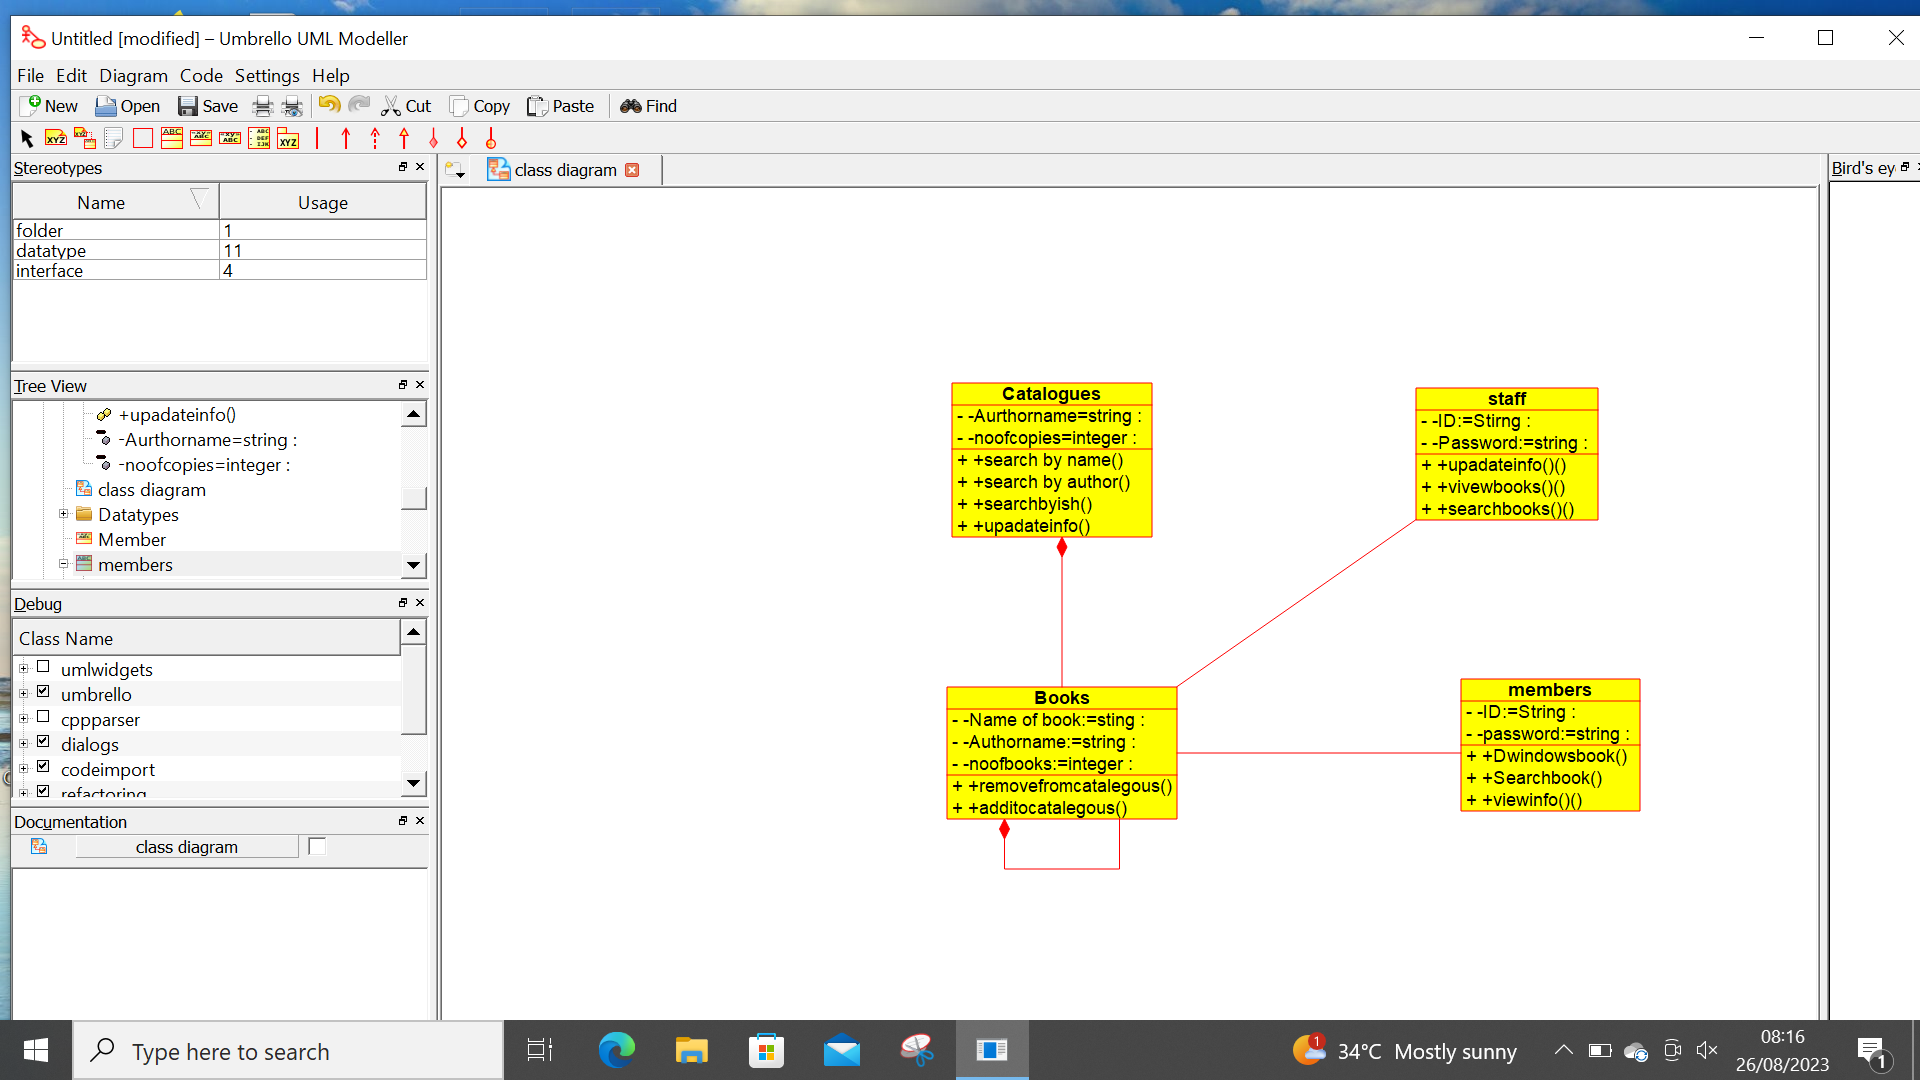 Untitled [modified] – Umbrello UML Modeller
File Edit Diagram Code Settings Help
New Open Save Cut Copy Paste Find
Stereotypes
Name Usage
folder 1
datatype 11
interface 4
Tree View
+upadateinfo()
-Aurthorname=string :
-noofcopies=integer :
class diagram
Datatypes
Member
members
Debug
Class Name
umlwidgets
umbrello
cppparser
dialogs
codeimport
refactoring
Documentation
class diagram
class diagram
Bird's ey
Catalogues
- -Aurthorname=string :
- -noofcopies=integer :
+ +search by name()
+ +search by author()
+ +searchbyish()
+ +upadateinfo()
staff
- -ID:=Stirng :
- -Password:=string :
+ +upadateinfo()()
+ +vivewbooks()()
+ +searchbooks()()
Books
- -Name of book:=sting :
- -Authorname:=string :
- -noofbooks:=integer :
+ +removefromcatalegous()
+ +additocatalegous()
members
- -ID:=String :
- -password:=string :
+ +Dwindowsbook()
+ +Searchbook()
+ +viewinfo()()
Type here to search
1
34°C Mostly sunny
08:16
26/08/2023
1